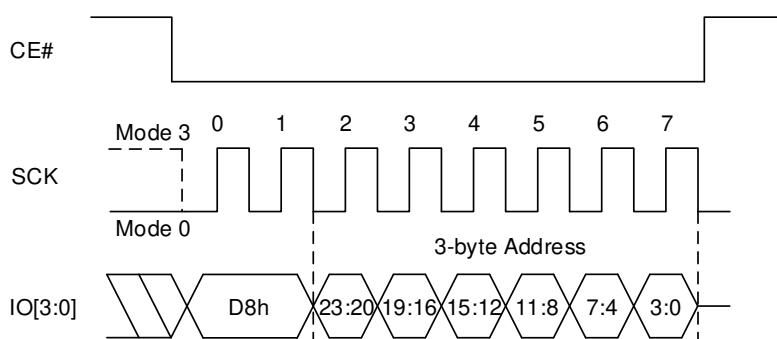 CE#
Mode 3
0 1 2 3 4 5 6 7
SCK
Mode 0
3-byte Address
IO[3:0]
D8h 23:20 19:16 15:12 11:8 7:4 3:0